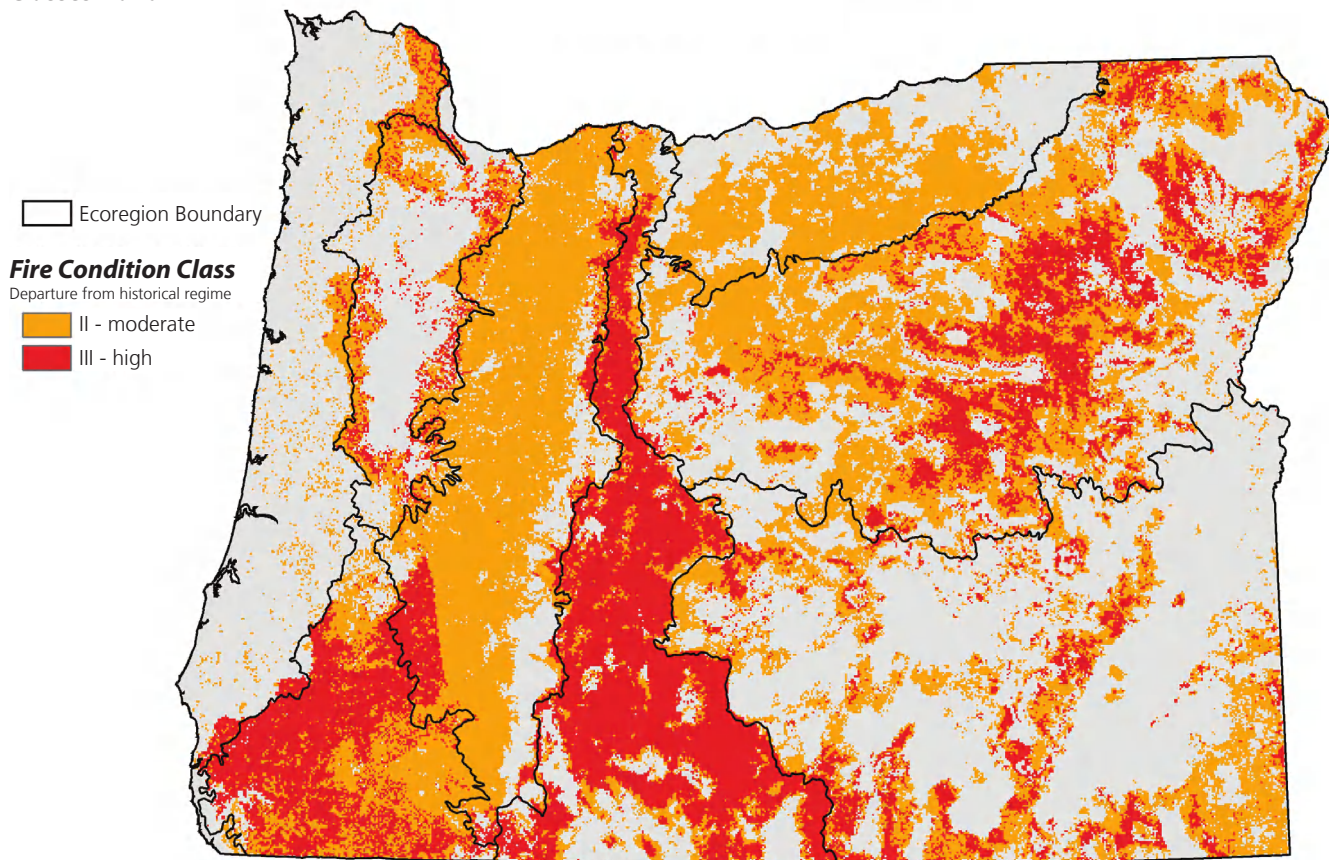 Ecoregion Boundary
Fire Condition Class
Departure from historical regime
II - moderate
III - high